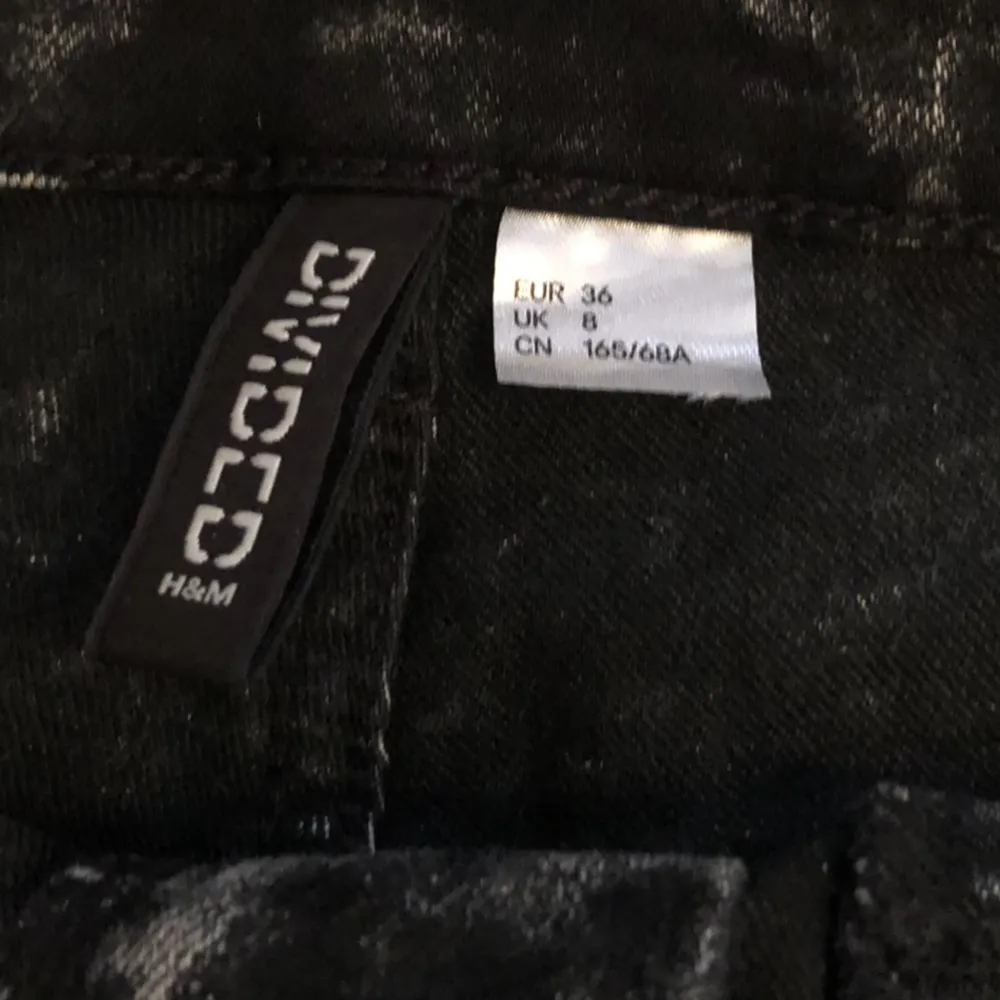 DIVIDED
H&M
EUR 36
UK 8
CN 165/68A